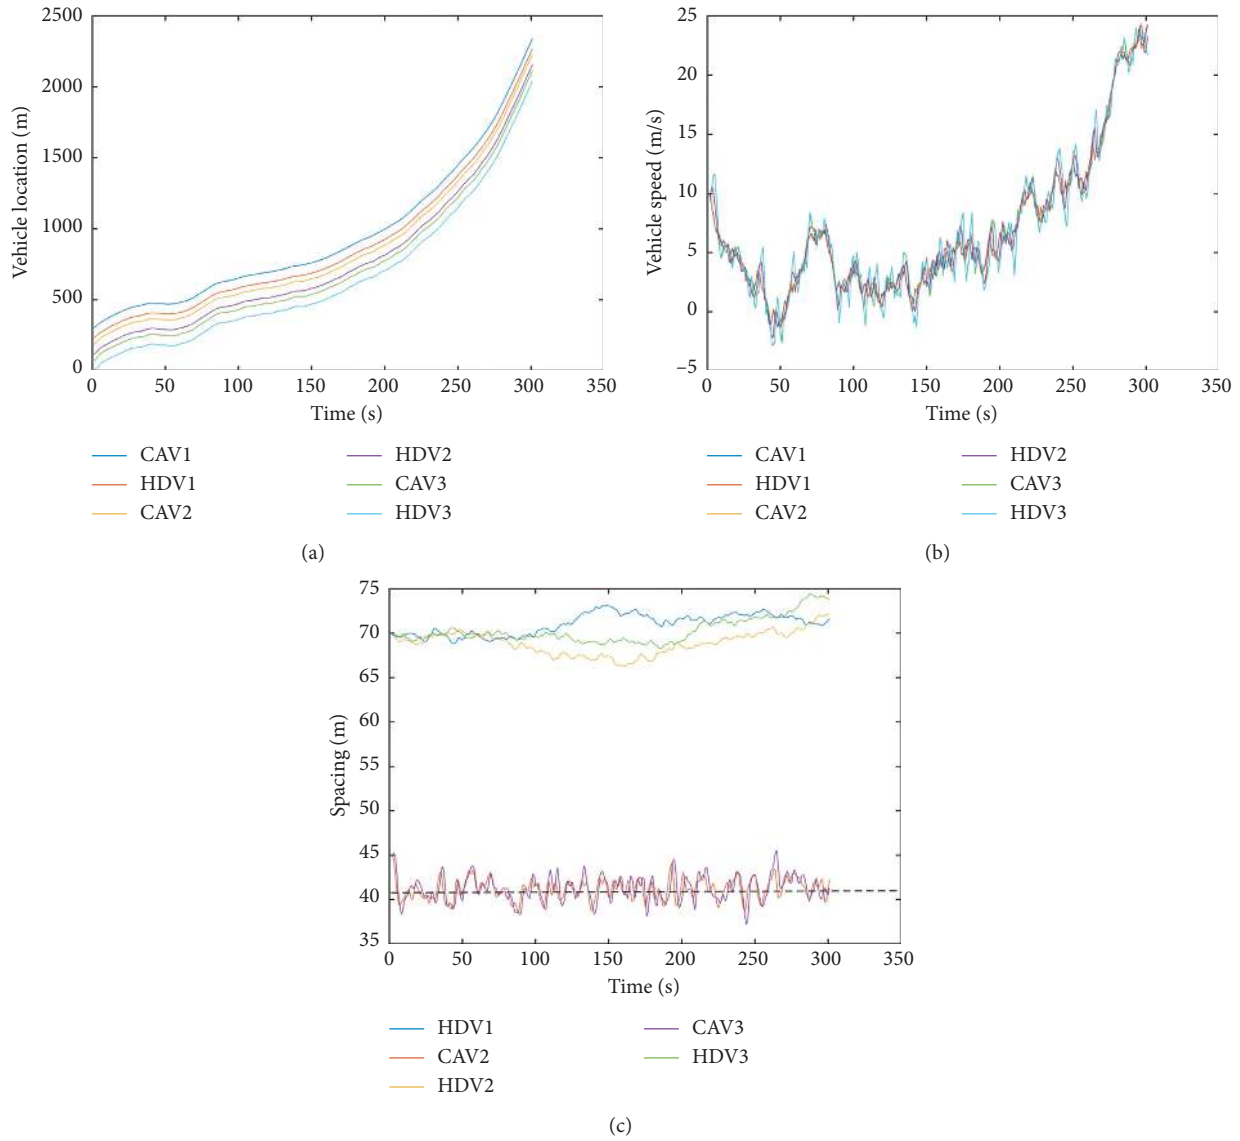 2500
2000
1500
1000
500
0
Vehicle location (m)
0 50 100 150 200 250 300 350
Time (s)
CAV1
HDV1
CAV2
HDV2
CAV3
HDV3
(a)
25
20
15
10
5
0
−5
Vehicle speed (m/s)
0 50 100 150 200 250 300 350
Time (s)
CAV1
HDV1
CAV2
HDV2
CAV3
HDV3
(b)
75
70
65
60
55
50
45
40
35
Spacing (m)
0 50 100 150 200 250 300 350
Time (s)
HDV1
CAV2
HDV2
CAV3
HDV3
(c)